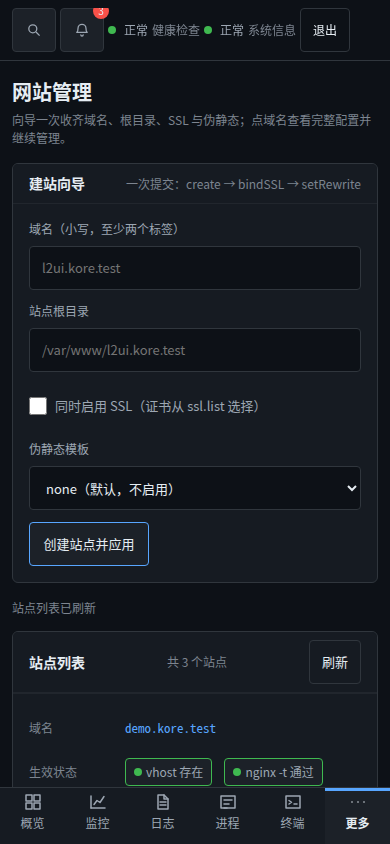 3
正常 健康检查 正常 系统信息 退出
网站管理
向导一次收齐域名、根目录、SSL 与伪静态；点域名查看完整配置并
继续管理。
建站向导 一次提交：create → bindSSL → setRewrite
域名（小写，至少两个标签）
l2ui.kore.test
站点根目录
/var/www/l2ui.kore.test
同时启用 SSL（证书从 ssl.list 选择）
伪静态模板
none（默认，不启用）
创建站点并应用
站点列表已刷新
站点列表 共 3 个站点 刷新
域名 demo.kore.test
生效状态 vhost 存在 nginx -t 通过
概览 监控 日志 进程 终端 更多